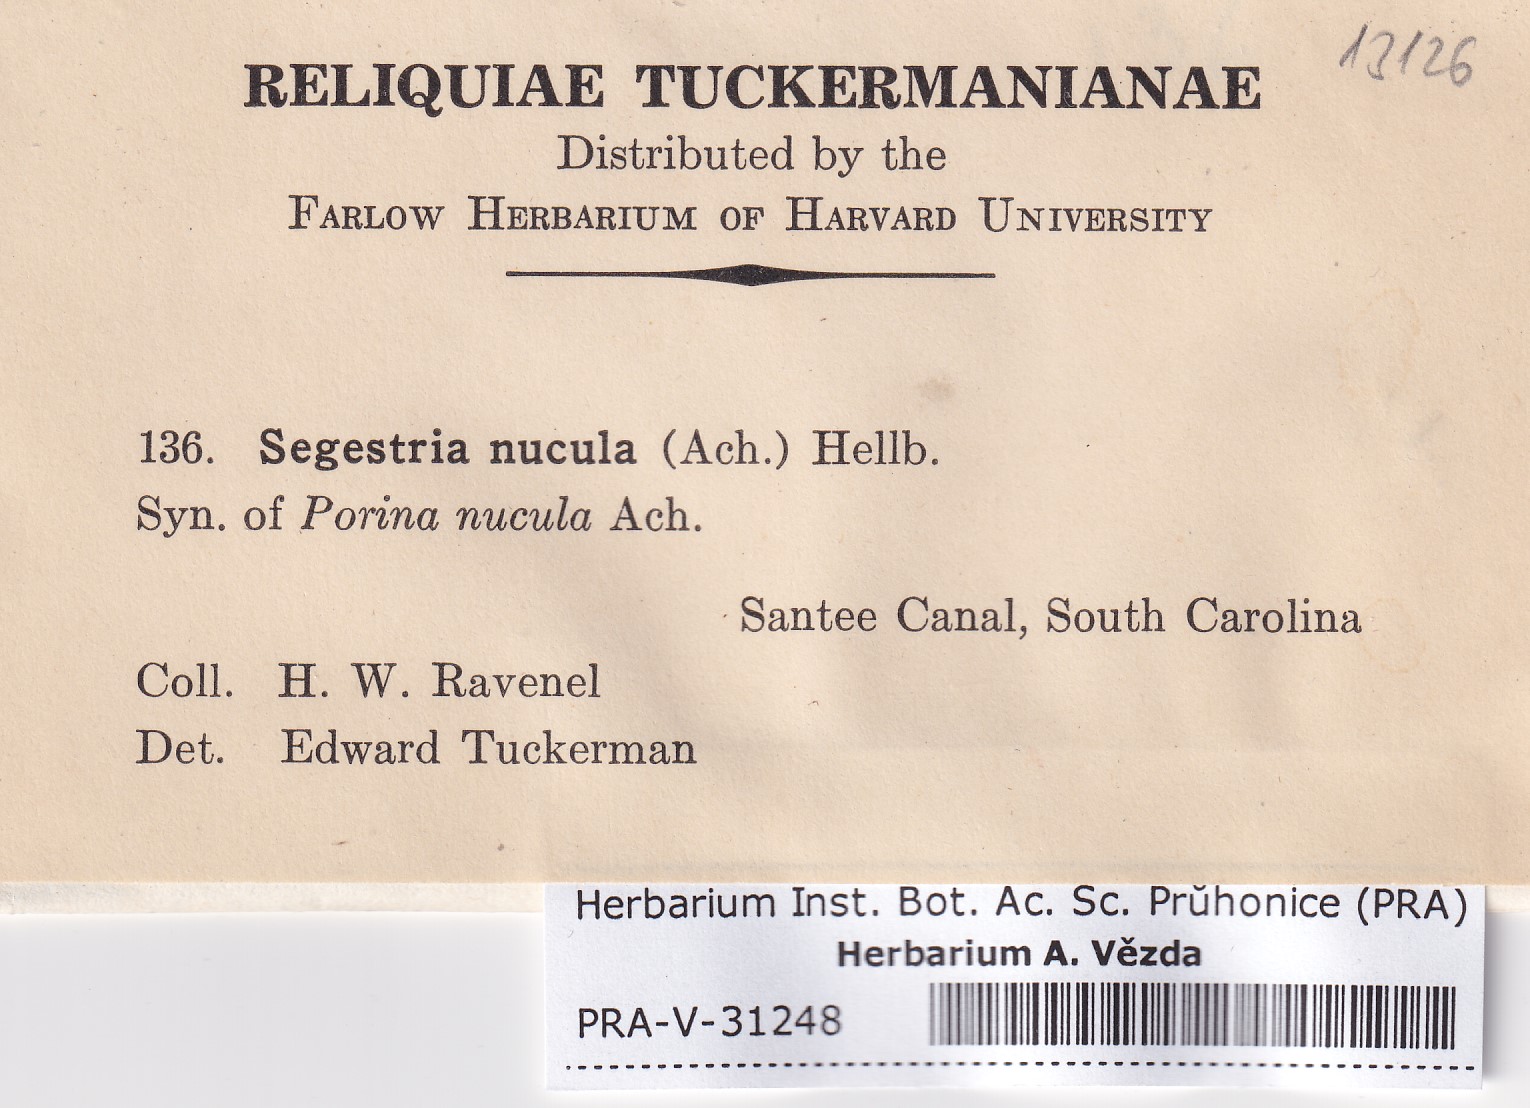 13126
RELIQUIAE TUCKERMANIANAE
Distributed by the
FARLOW HERBARIUM OF HARVARD UNIVERSITY
136. Segestria nucula (Ach.) Hellb.
Syn. of Porina nucula Ach.
Santee Canal, South Carolina
Coll. H. W. Ravenel
Det. Edward Tuckerman
Herbarium Inst. Bot. Ac. Sc. Průhonice (PRA)
Herbarium A. Vězda
PRA-V-31248